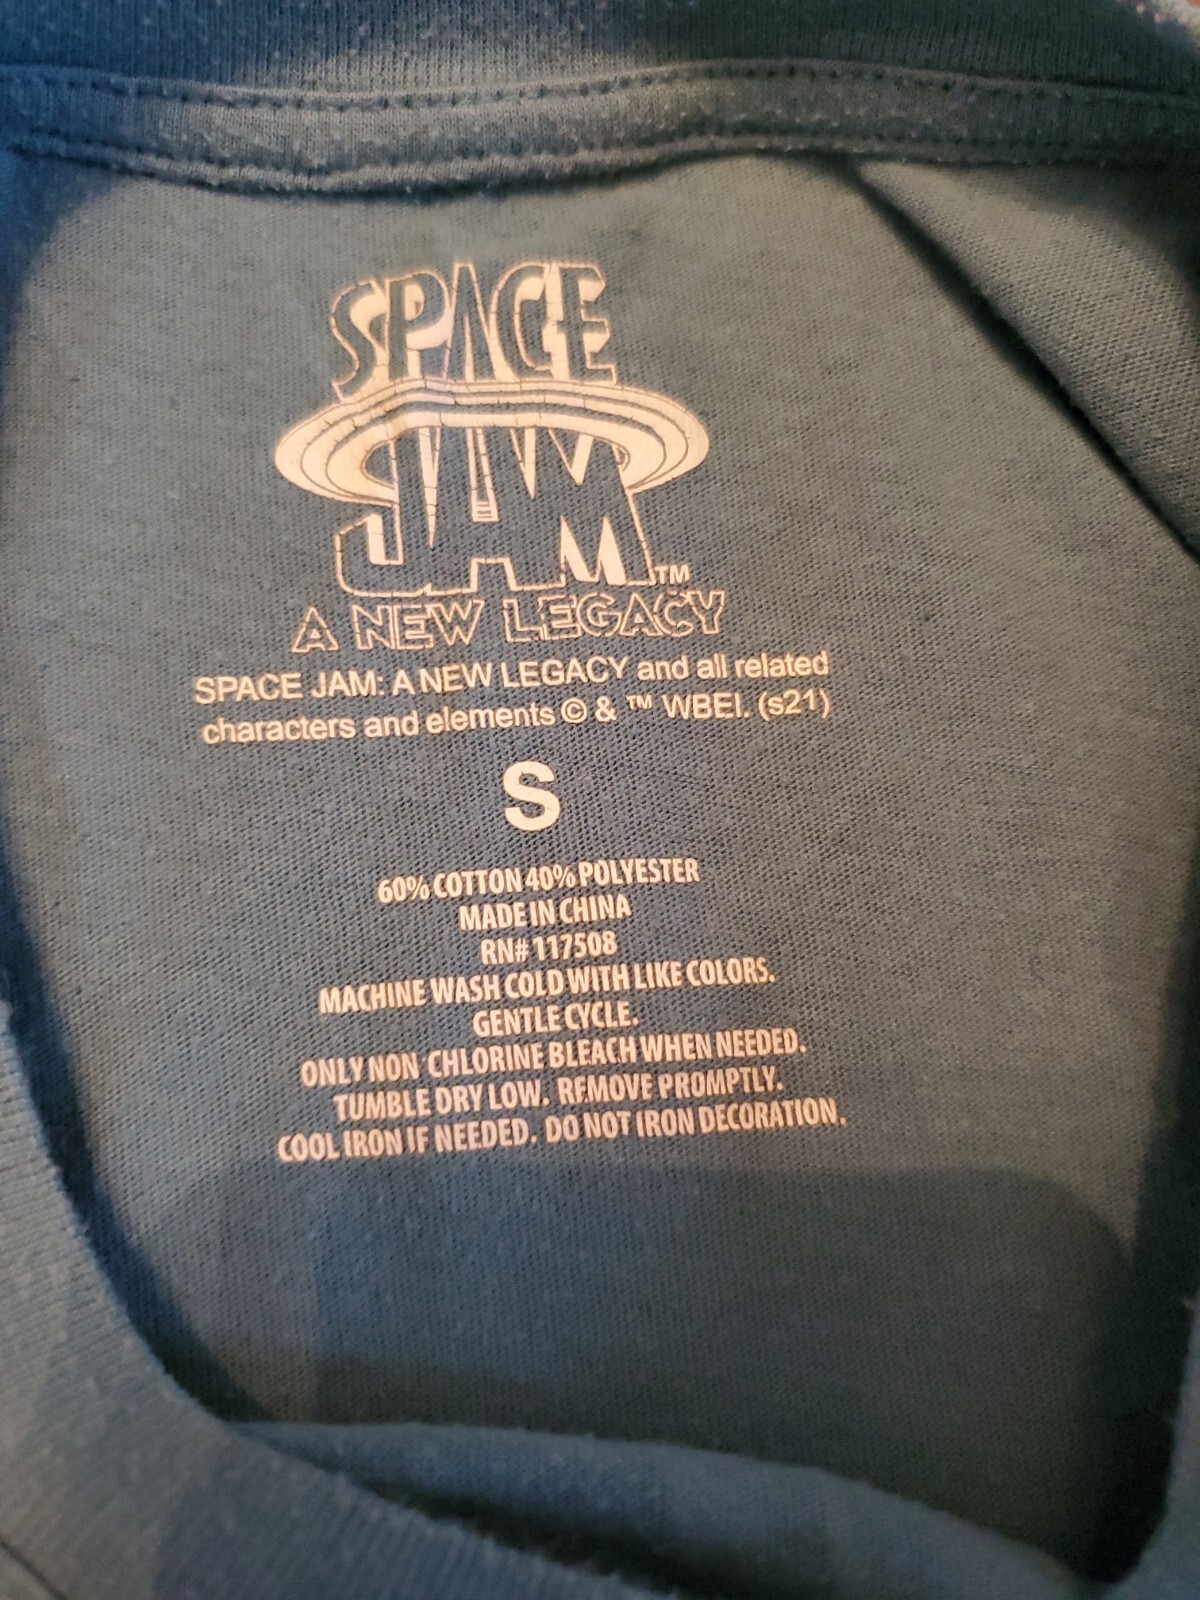 SPACE
JAM™
A NEW LEGACY
SPACE JAM: A NEW LEGACY and all related
characters and elements © & ™ WBEI. (s21)
S
60% COTTON 40% POLYESTER
MADE IN CHINA
RN# 117508
MACHINE WASH COLD WITH LIKE COLORS.
GENTLE CYCLE.
ONLY NON CHLORINE BLEACH WHEN NEEDED.
TUMBLE DRY LOW. REMOVE PROMPTLY.
COOL IRON IF NEEDED. DO NOT IRON DECORATION.